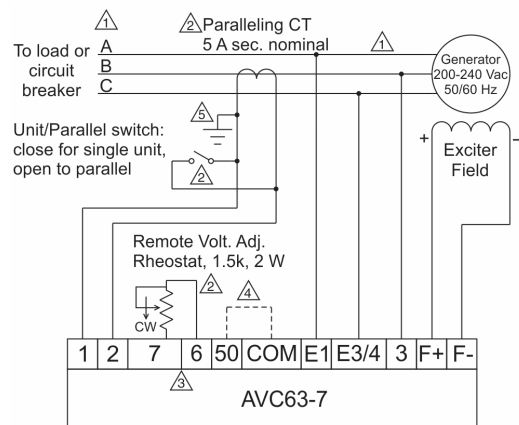 1
2 Paralleling CT
5 A sec. nominal
1
To load or
circuit
breaker
A
B
C
Generator
200-240 Vac
50/60 Hz
5
Unit/Parallel switch:
close for single unit,
open to parallel
2
+
-
Exciter
Field
Remote Volt. Adj.
Rheostat, 1.5k, 2 W
2
4
CW
1 2 7 6 50 COM E1 E3/4 3 F+ F-
3
AVC63-7